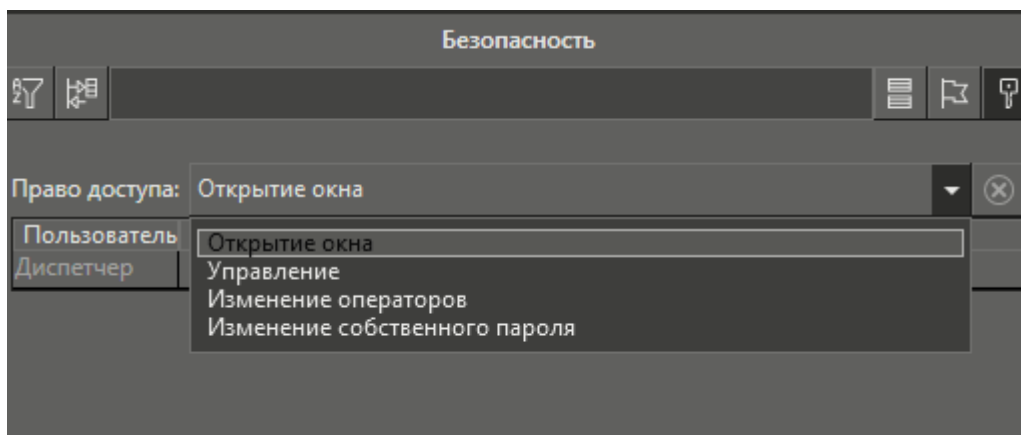 Безопасность
Право доступа: Открытие окна
Пользователь
Открытие окна
Диспетчер
Управление
Изменение операторов
Изменение собственного пароля